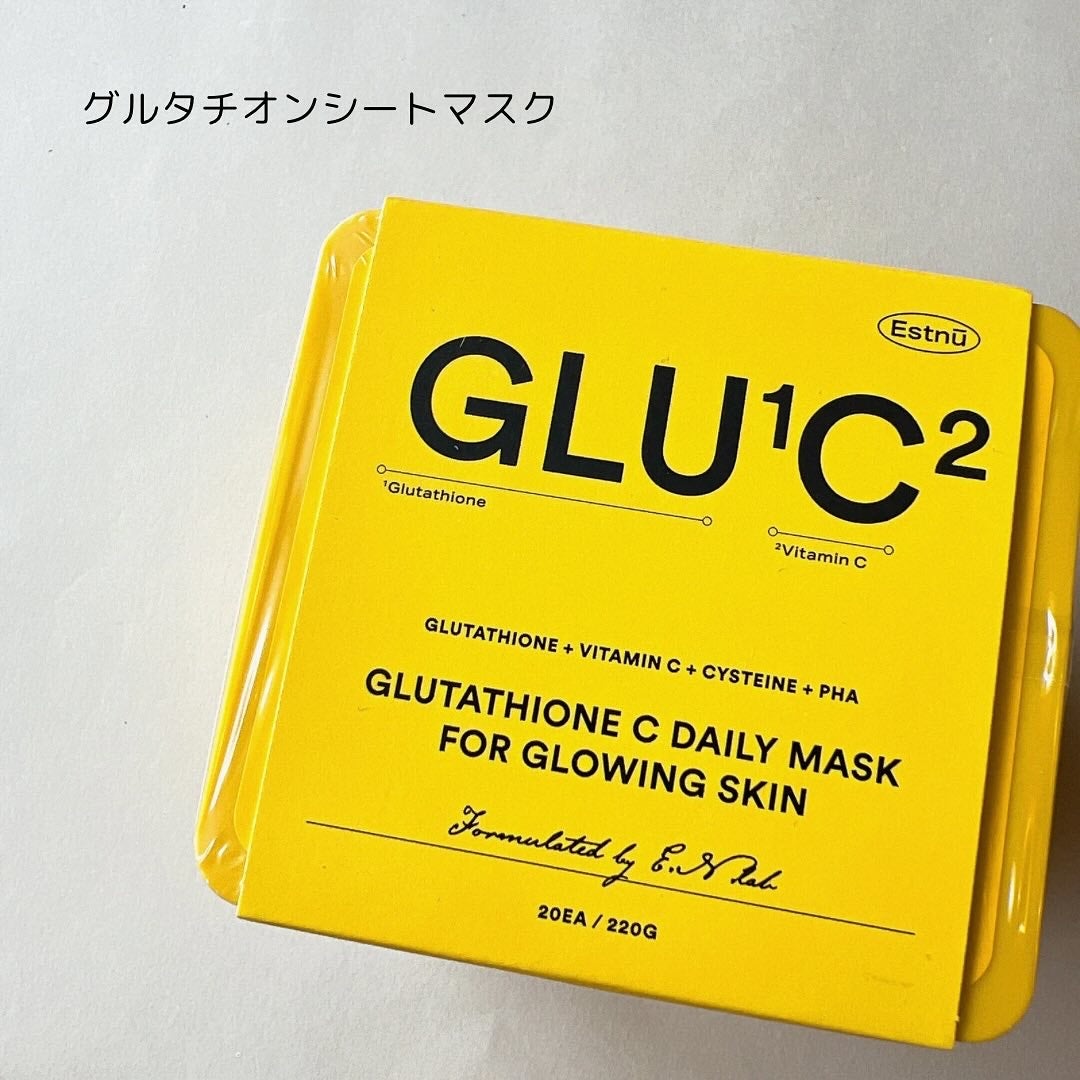 グルタチオンシートマスク
Estnū
GLU¹C²
¹Glutathione
²Vitamin C
GLUTATHIONE + VITAMIN C + CYSTEINE + PHA
GLUTATHIONE C DAILY MASK
FOR GLOWING SKIN
Formulated by E.N lab
20EA / 220G